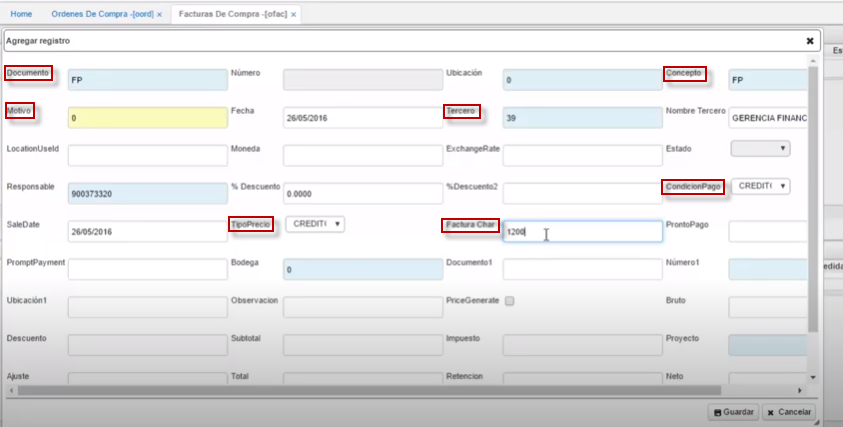 Home Ordenes De Compra -[oord] x Facturas De Compra -[ofac] x
Agregar registro
Es
Documento FP Número Ubicación 0 Concepto FP
Motivo 0 Fecha 26/05/2016 Tercero 39 Nombre Tercero GERENCIA FINANC
LocationUseId Moneda ExchangeRate Estado
Responsable 900373320 % Descuento 0.0000 %Descuento2 CondicionPago CREDIT
SaleDate 26/05/2016 TipoPrecio CREDIT Factura Char 1200 ProntoPago
PromptPayment Bodega 0 Documento1 Número1
edida
Ubicación1 Observacion PriceGenerate Bruto
Descuento Subtotal Impuesto Proyecto
Ajuste Total Retencion Neto
Guardar Cancelar